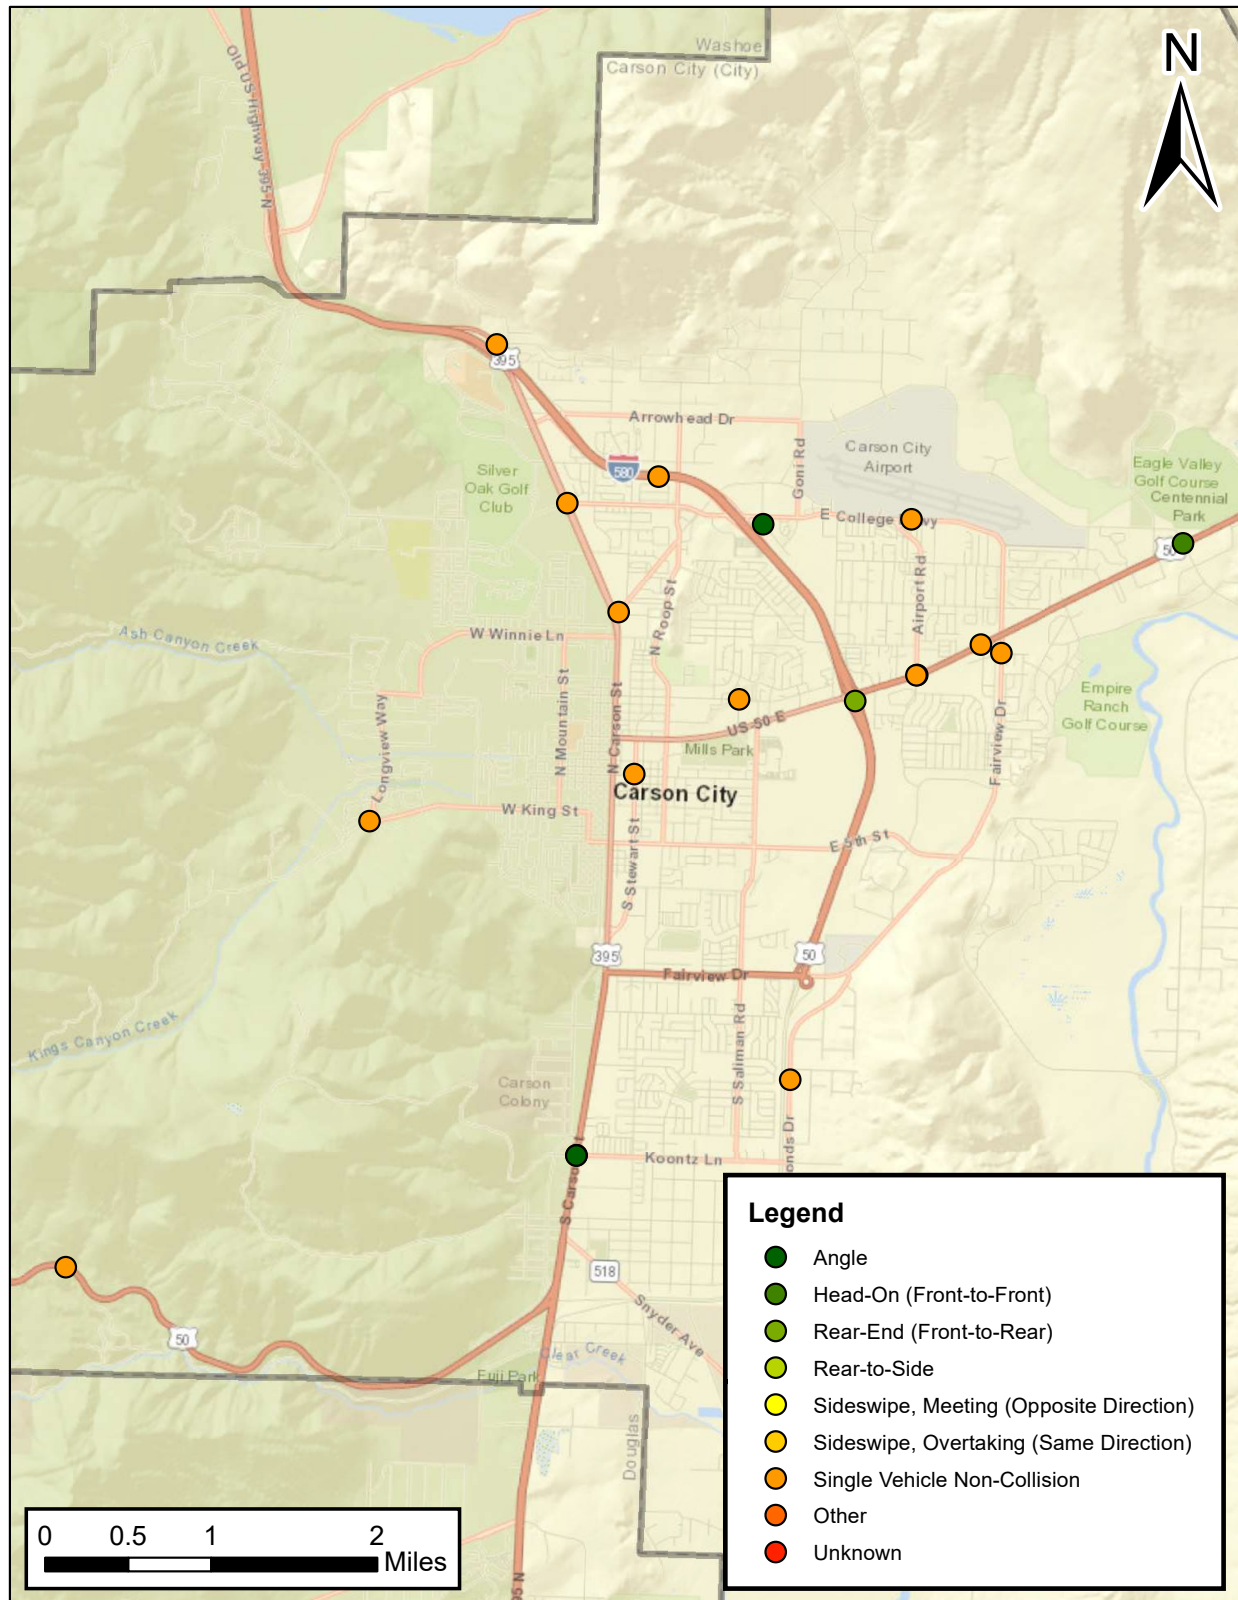 Washoe
Carson City (City)
N
Old US Highway 395 N
395
Arrowhead Dr
580
Goni Rd
Carson City
Airport
Silver
Oak Golf
Club
Eagle Valley
Golf Course
Centennial
Park
E College
wy
50
Airport Rd
N Roop St
Ash Canyon Creek
W Winnie Ln
N Mountain St
N Carson St
Longview Way
US-50 E
Mills Park
Empire
Ranch
Golf Course
Fairview Dr
Carson City
W King St
S Stewart St
E 5th St
395
50
Fairview Dr
Kings Canyon Creek
S Saliman Rd
Carson
Colony
onds Dr
Koontz Ln
S Carson
t
518
Snyder Ave
50
Clear Creek
Fuji Park
Douglas
95 N
Legend
Angle
Head-On (Front-to-Front)
Rear-End (Front-to-Rear)
Rear-to-Side
Sideswipe, Meeting (Opposite Direction)
Sideswipe, Overtaking (Same Direction)
Single Vehicle Non-Collision
Other
Unknown
0 0.5 1 2
Miles